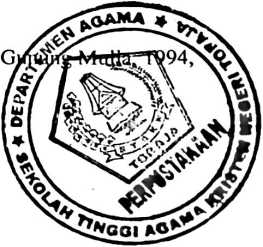 Gunung Mulia, 1994,
DEPARTEMEN AGAMA
SEKOLAH TINGGI AGAMA KRISTEN NEGERI TORAJA
TORAJA
PERPUSTAKAAN